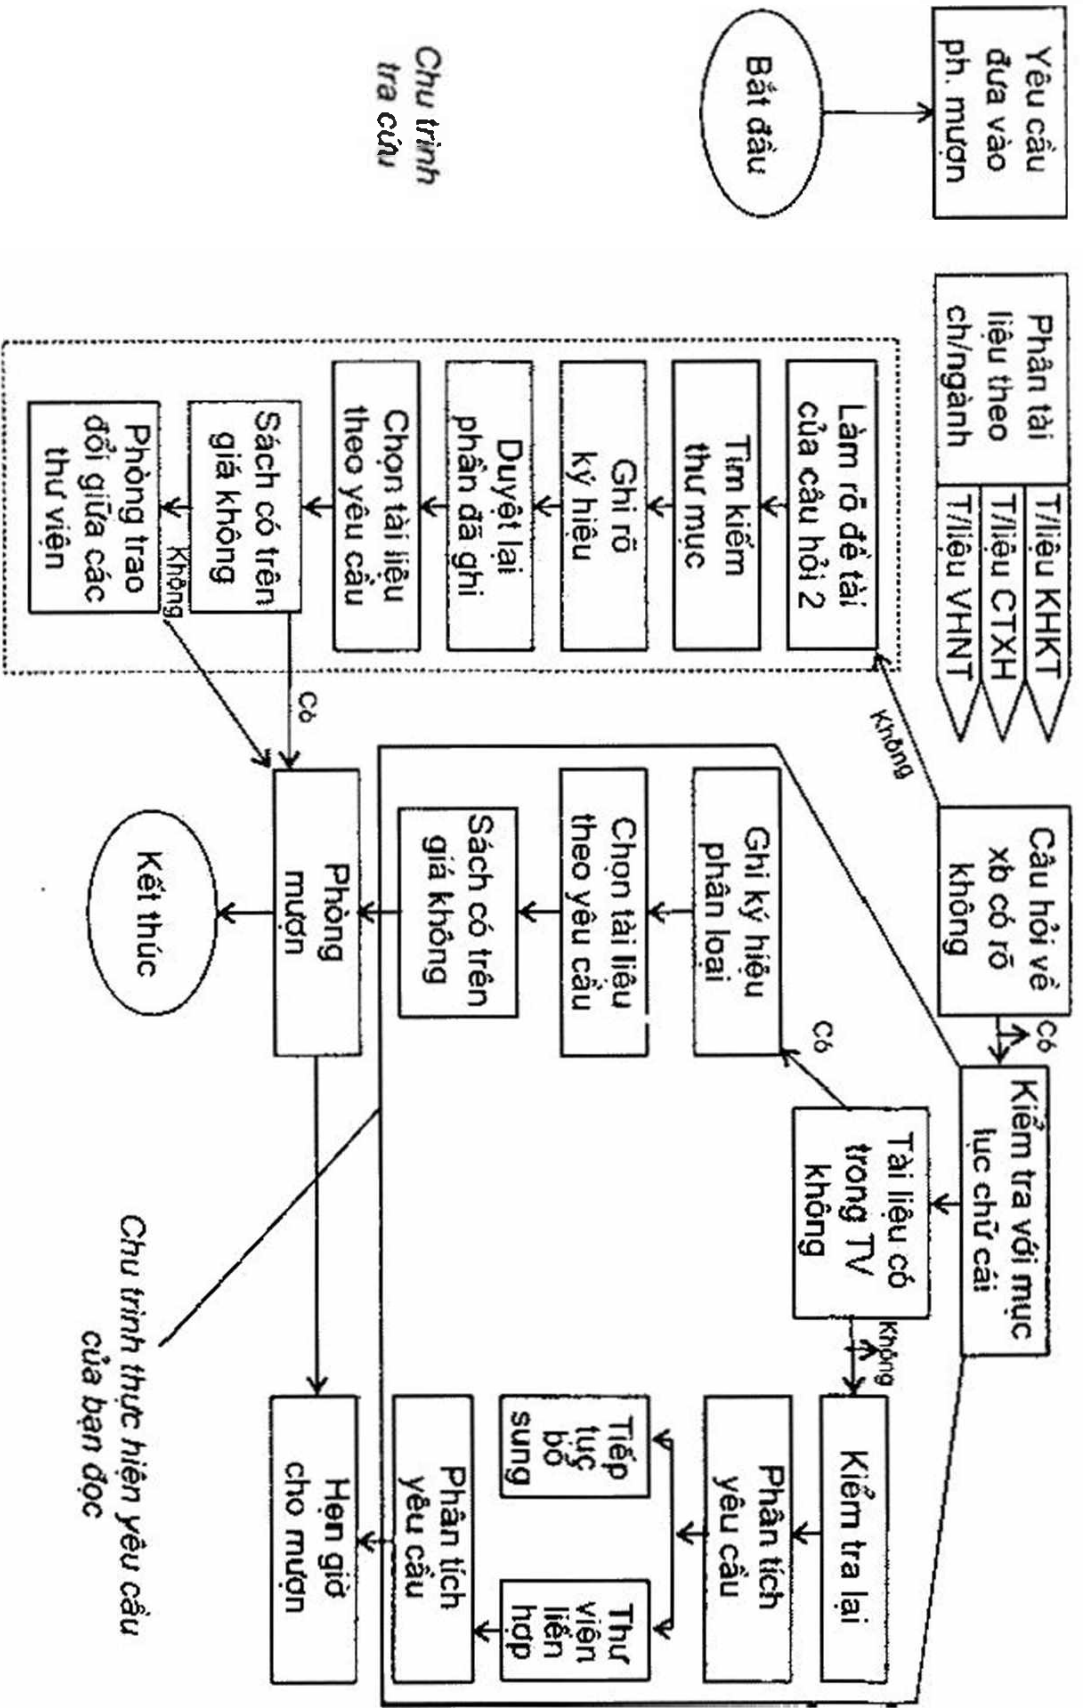 Yêu cầu
đưa vào
ph. mượn
Bắt đầu
Chu trình
tra cứu
Phân tài
liệu theo
ch/ngành
T/liệu KHKT
T/liệu CTXH
T/liệu VHNT
Làm rõ đề tài
của câu hỏi 2
Tìm kiếm
thư mục
Ghi rõ
ký hiệu
Duyệt lại
phần đã ghi
Chọn tài liệu
theo yêu cầu
Sách có trên
giá không
Không
Phòng trao
đổi giữa các
thư viện
Có
Không
Câu hỏi về
xb có rõ
không
Có
Kiểm tra với mục
lục chữ cái
Tài liệu có
trong TV
không
Có
Không
Ghi ký hiệu
phân loại
Chọn tài liệu
theo yêu cầu
Sách có trên
giá không
Phòng
mượn
Kết thúc
Kiểm tra lại
Phân tích
yêu cầu
Tiếp
tục
bổ
sung
Thư
viện
liên
hợp
Phân tích
yêu cầu
Hẹn giờ
cho mượn
Chu trình thực hiện yêu cầu
của bạn đọc